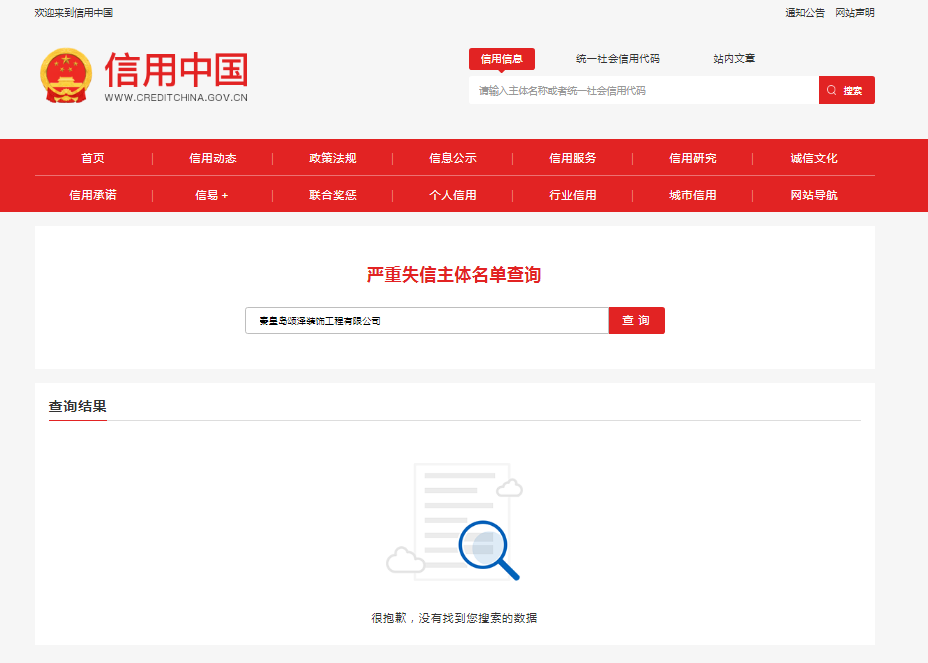 欢迎来到信用中国 通知公告 网站声明
信用中国
WWW.CREDITCHINA.GOV.CN
信用信息 统一社会信用代码 站内文章
请输入主体名称或者统一社会信用代码 搜索
首页 信用动态 政策法规 信息公示 信用服务 信用研究 诚信文化
信用承诺 信易+ 联合奖惩 个人信用 行业信用 城市信用 网站导航
严重失信主体名单查询
秦皇岛颂泽装饰工程有限公司 查 询
查询结果
很抱歉，没有找到您搜索的数据